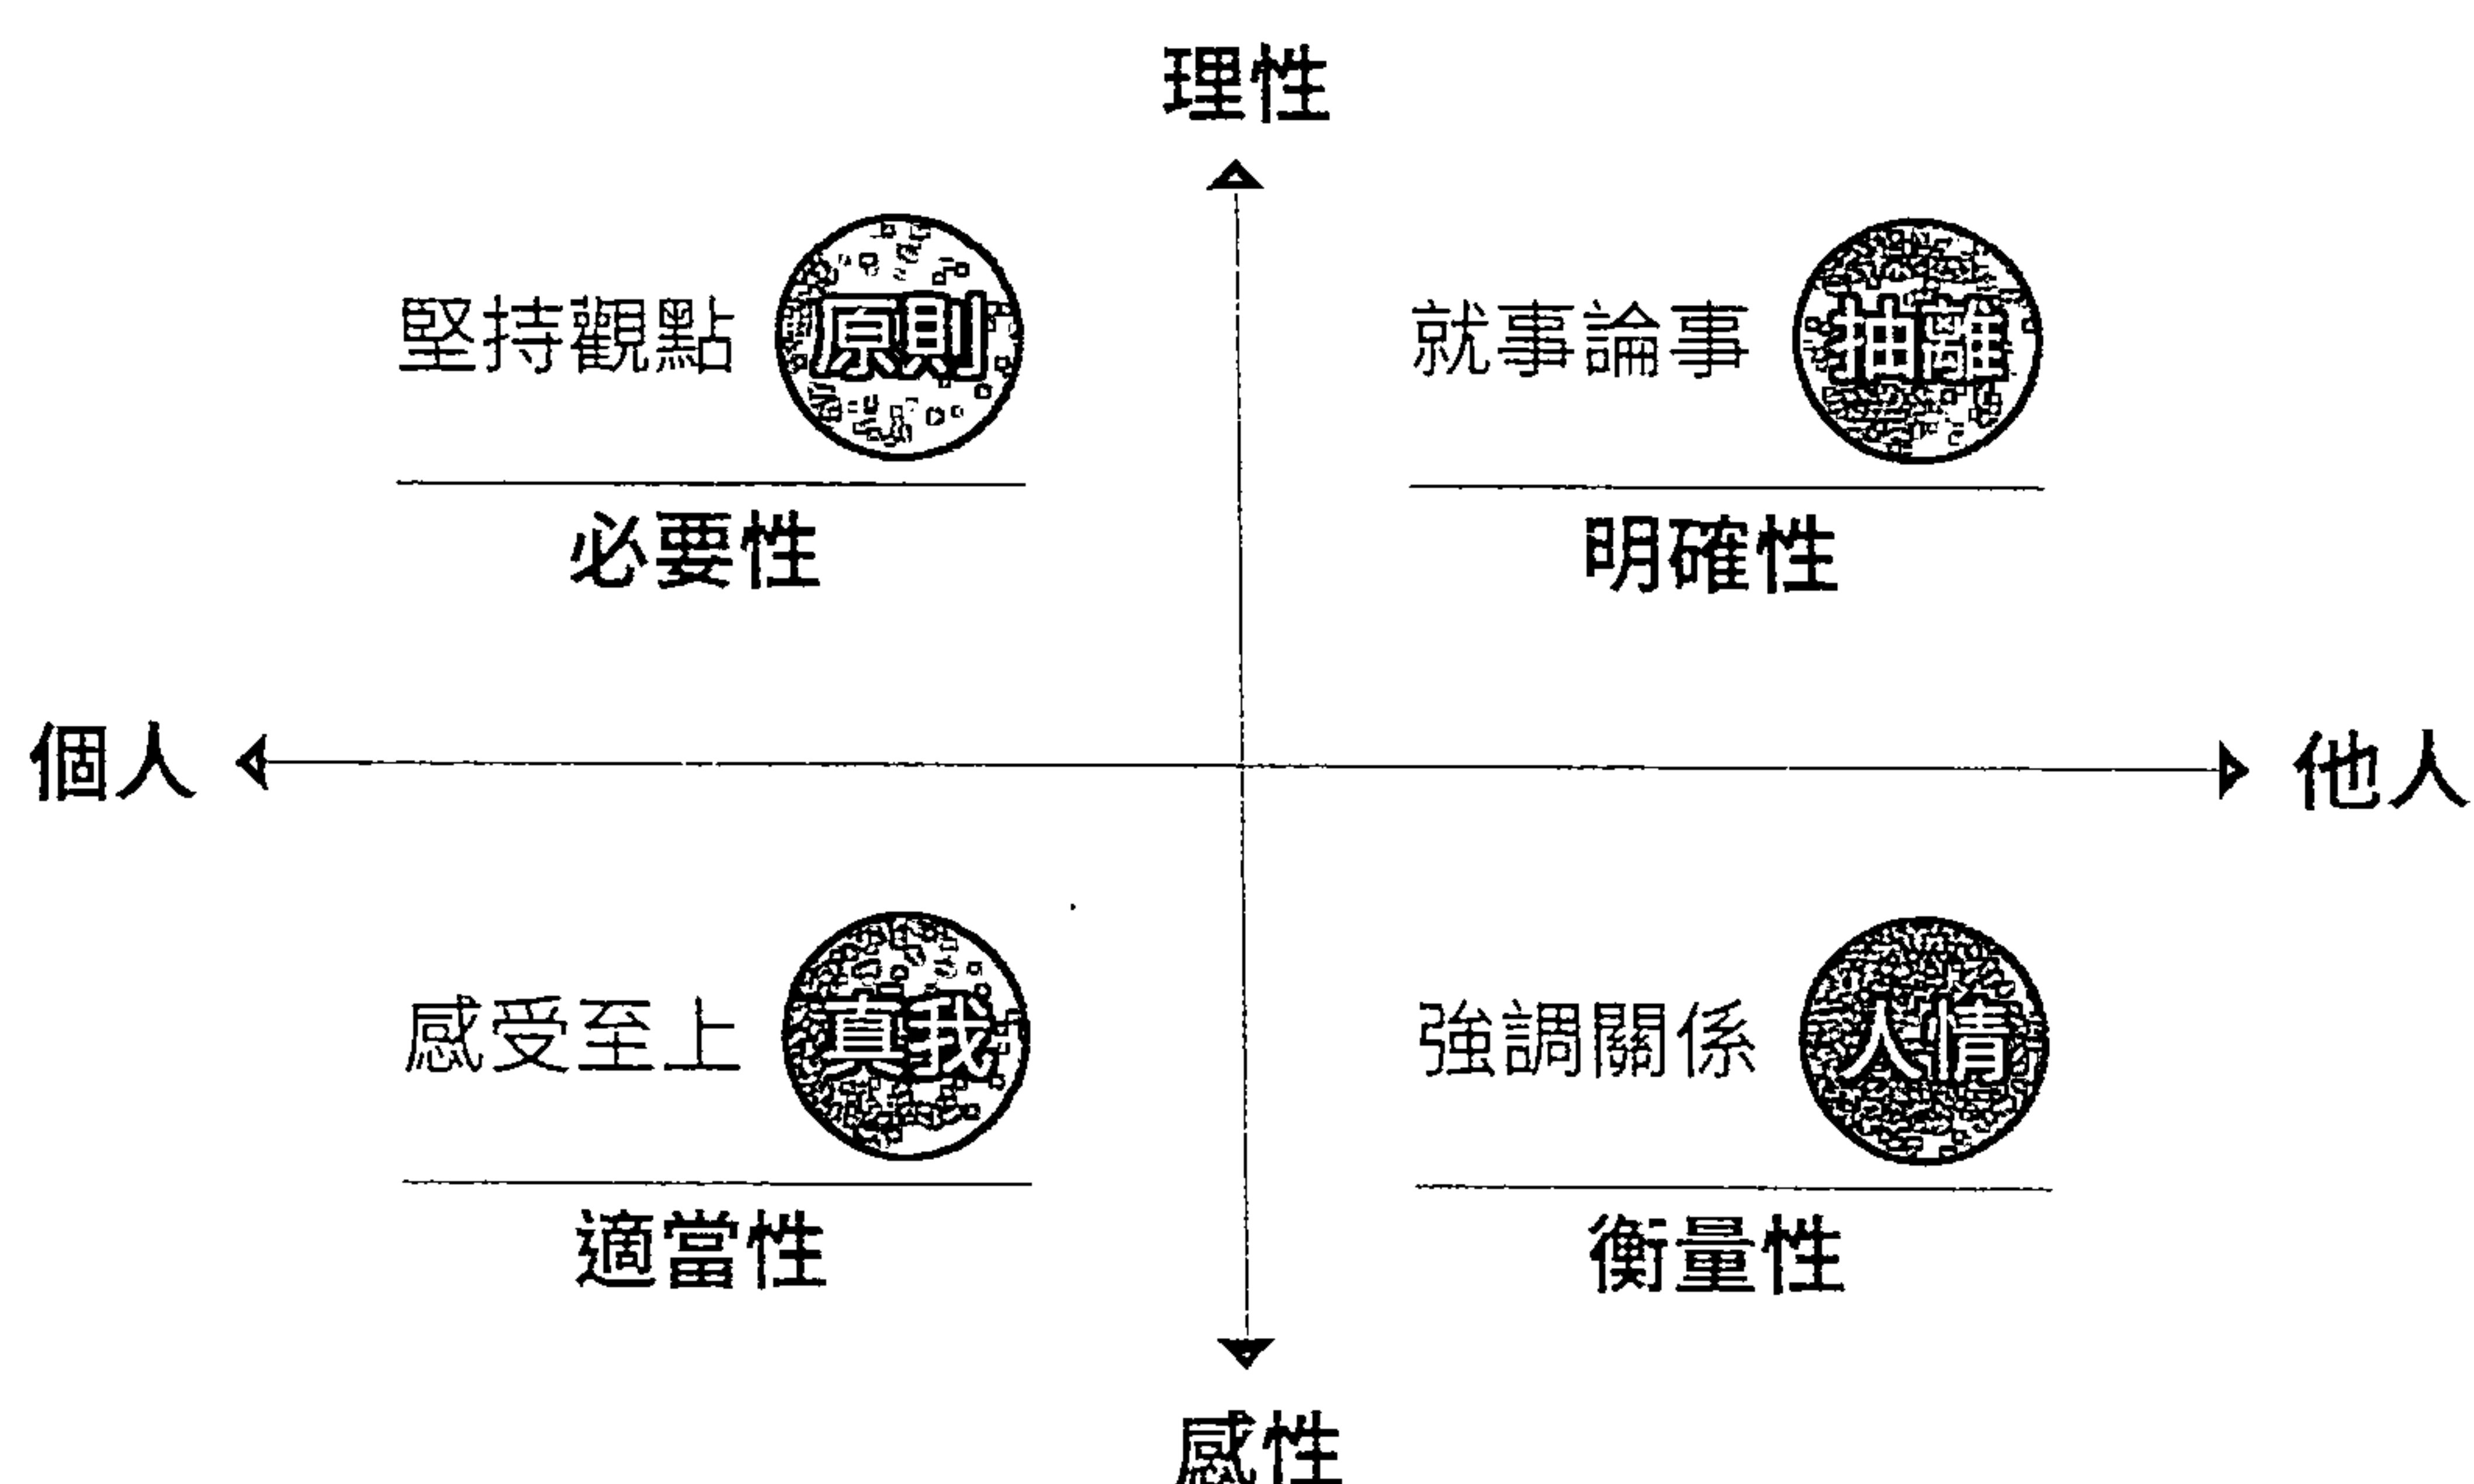 理性
堅持觀點 原則
就事論事 抽離
必要性
明確性
個人
他人
感受至上 真我
強調關係 人情
適當性
衡量性
感性